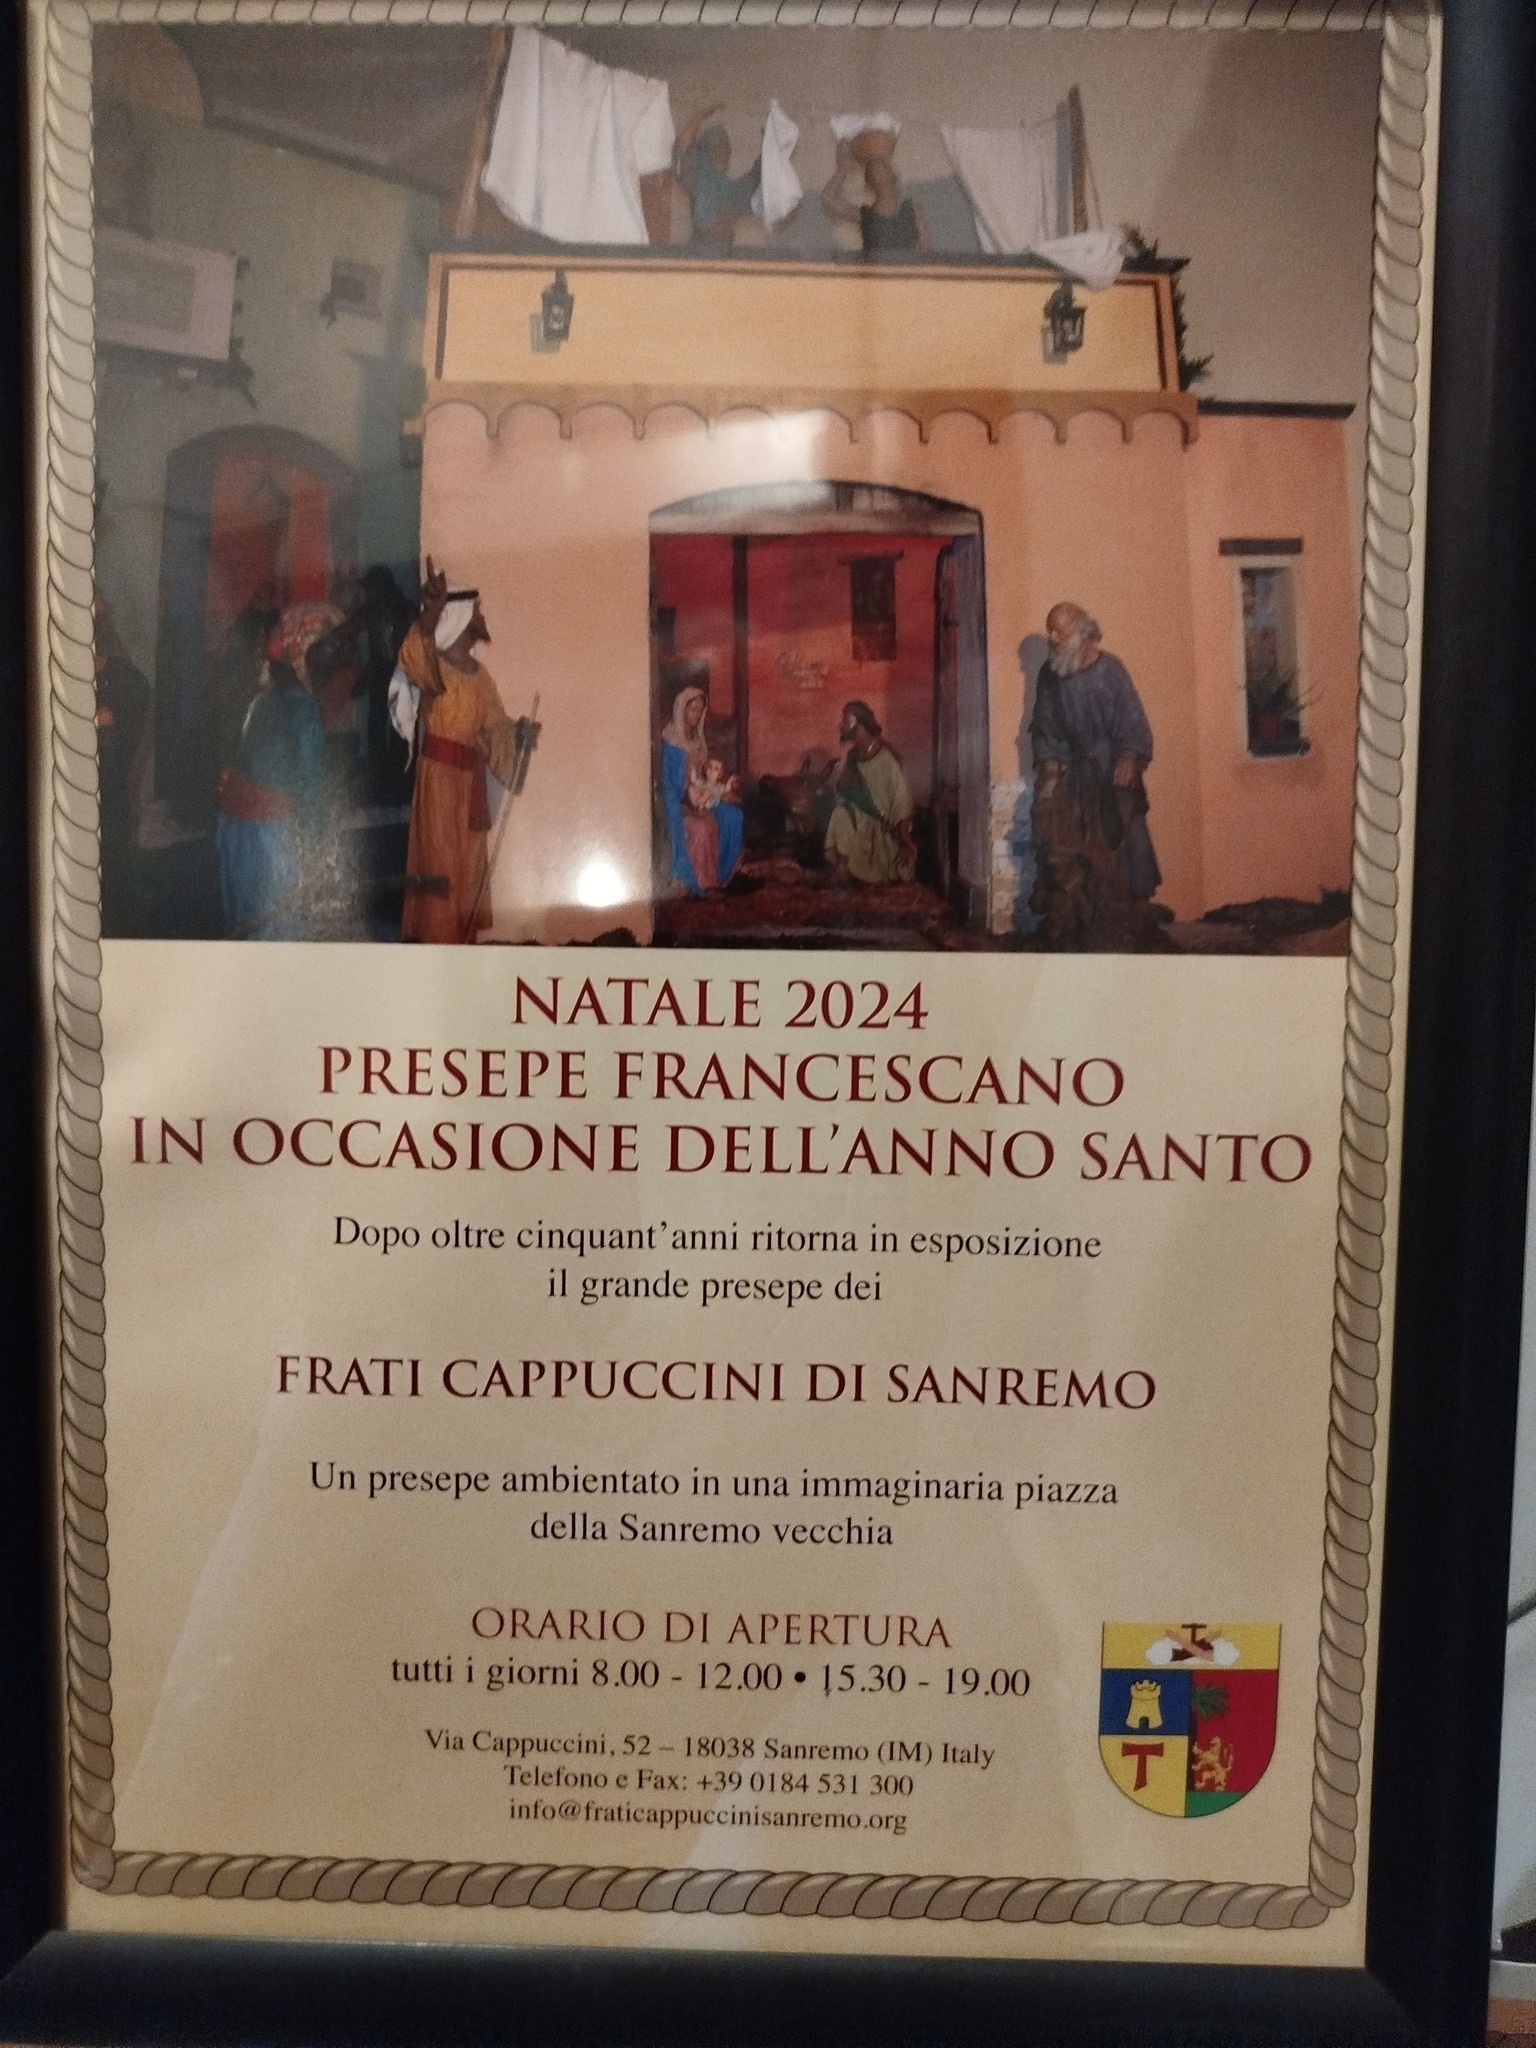 NATALE 2024
PRESEPE FRANCESCANO
IN OCCASIONE DELL'ANNO SANTO
Dopo oltre cinquant'anni ritorna in esposizione
il grande presepe dei
FRATI CAPPUCCINI DI SANREMO
Un presepe ambientato in una immaginaria piazza
della Sanremo vecchia
ORARIO DI APERTURA
tutti i giorni 8.00 - 12.00 • 15.30 - 19.00
Via Cappuccini, 52 – 18038 Sanremo (IM) Italy
Telefono e Fax: +39 0184 531 300
info@fraticappuccinisanremo.org